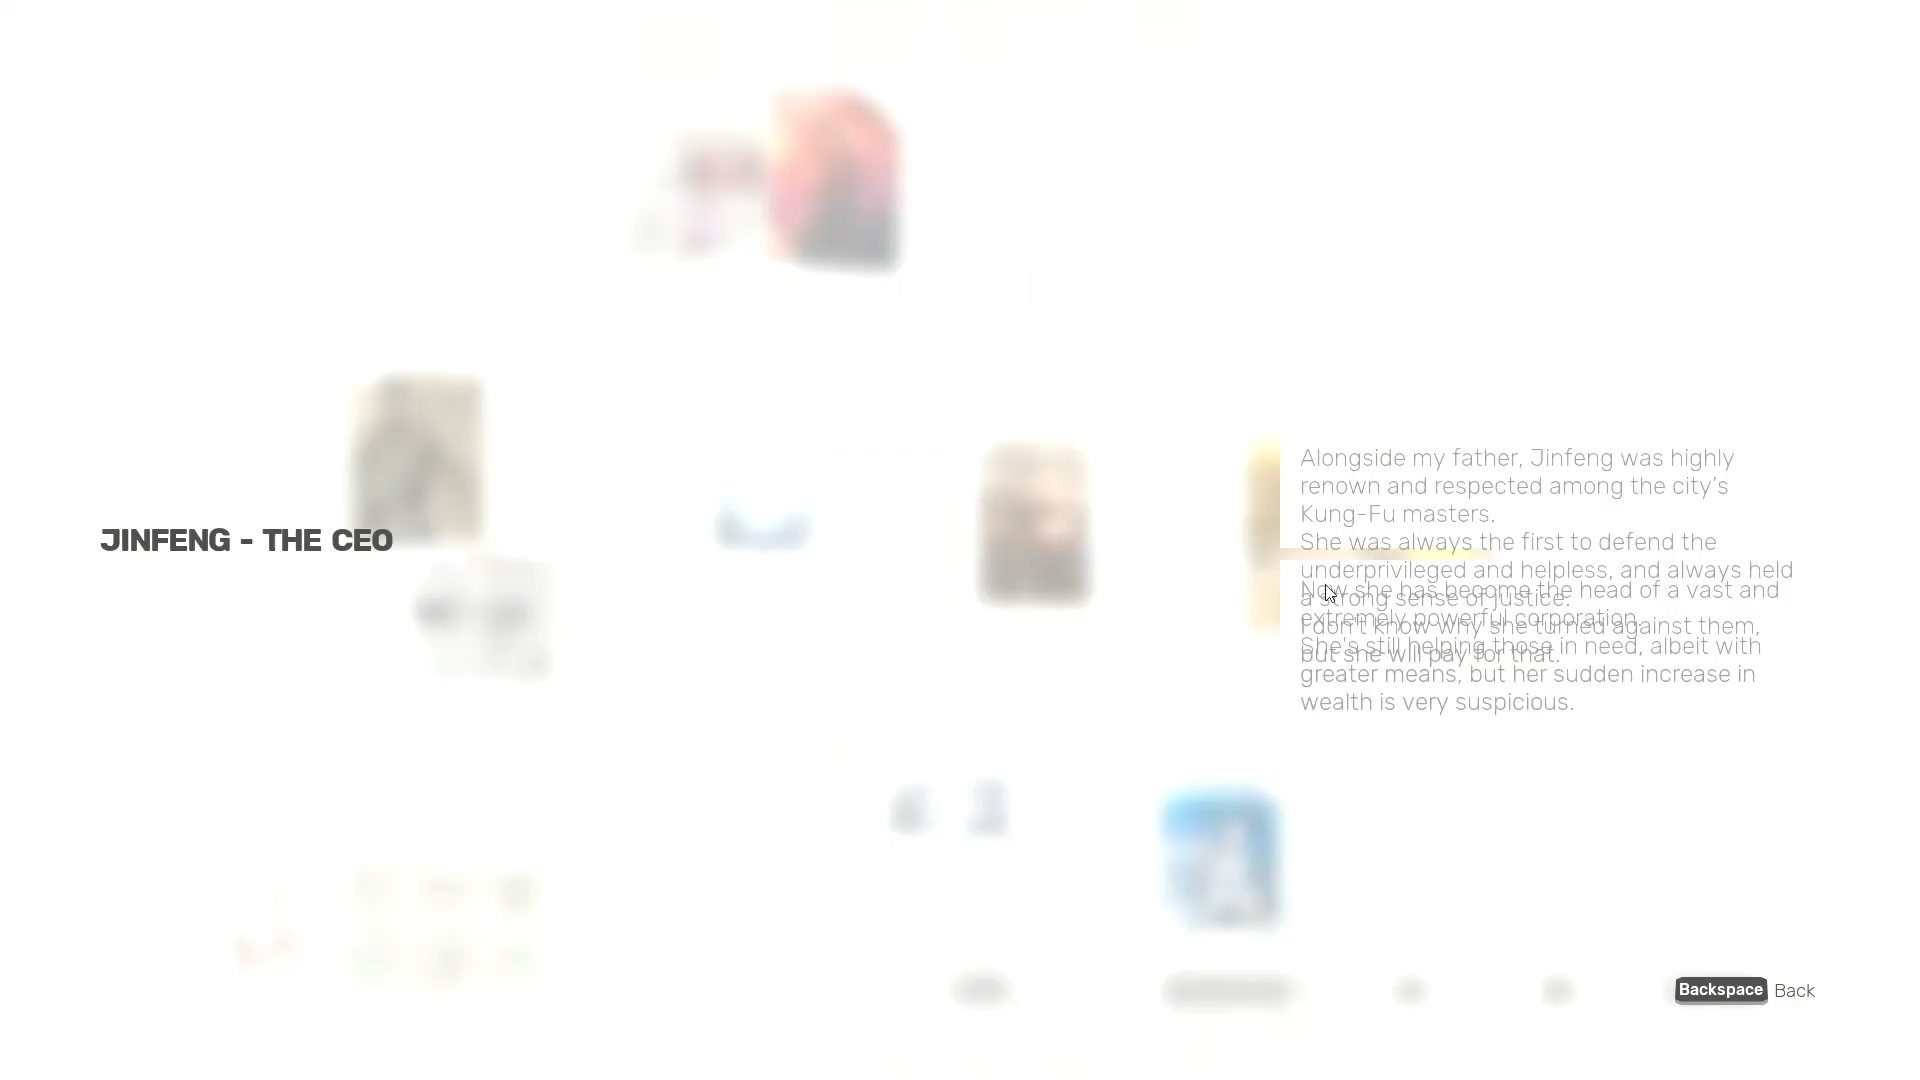 JINFENG - THE CEO
Alongside my father, Jinfeng was highly
renown and respected among the city's
Kung-Fu masters.
She was always the first to defend the
underprivileged and helpless, and always held
a strong sense of justice.
I don't know why she turned against them,
but she will pay for that.
Now she has become the head of a vast and
extremely powerful corporation.
She's still helping those in need, albeit with
greater means, but her sudden increase in
wealth is very suspicious.
Backspace Back